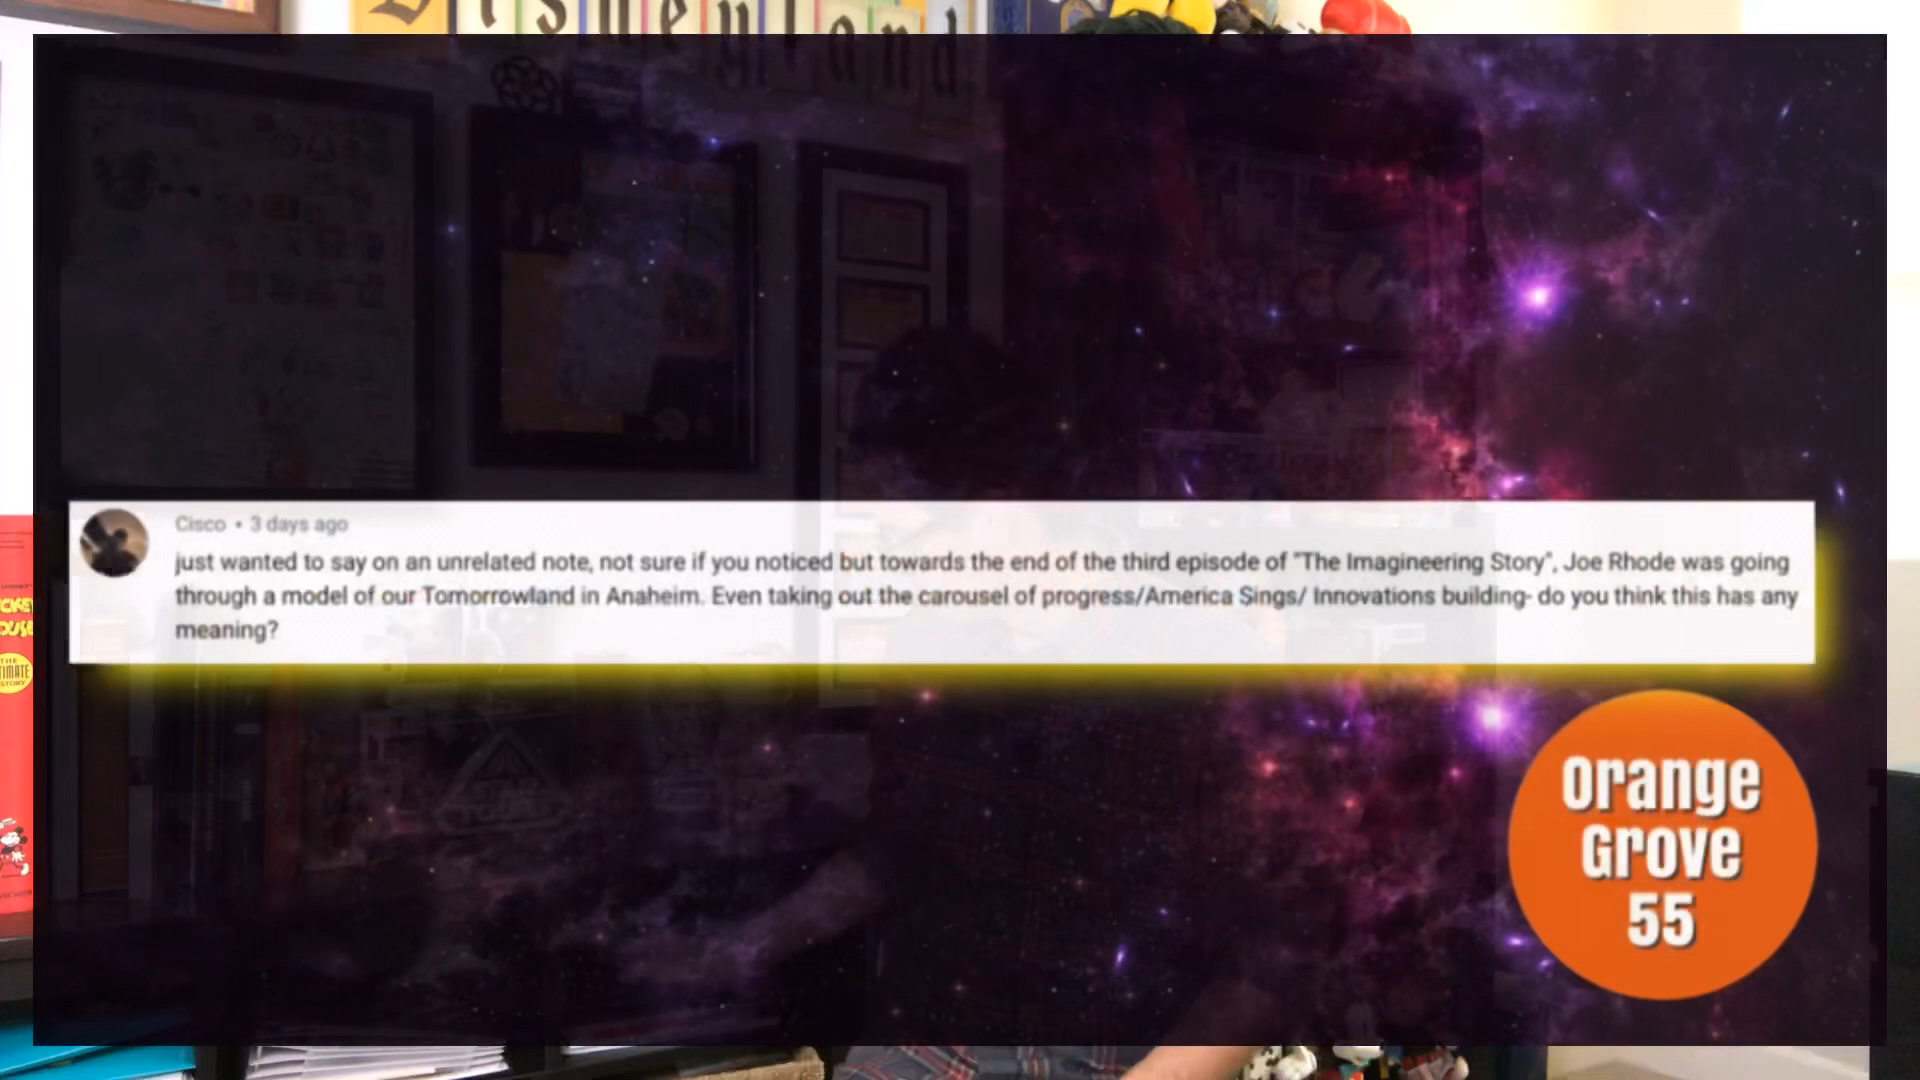 Disneyland
Cisco • 3 days ago
just wanted to say on an unrelated note, not sure if you noticed but towards the end of the third episode of "The Imagineering Story", Joe Rhode was going
through a model of our Tomorrowland in Anaheim. Even taking out the carousel of progress/America Sings/ Innovations building- do you think this has any
meaning?
Orange
Grove
55